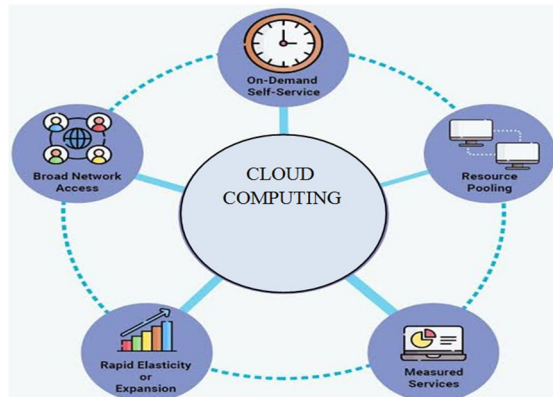 On-Demand
Self-Service
Broad Network
Access
CLOUD
COMPUTING
Resource
Pooling
Rapid Elasticity
or
Expansion
Measured
Services